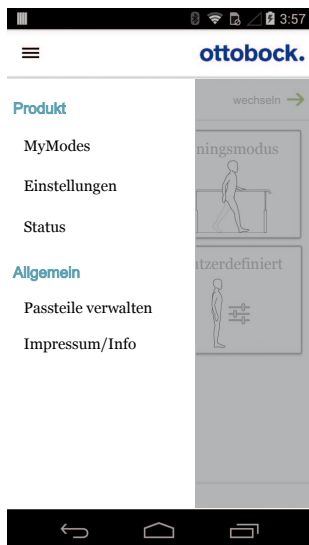 3:57
ottobock.
Produkt
wechseln
MyModes
ningsmodus
Einstellungen
Status
Allgemein
tzerdefiniert
Passteile verwalten
Impressum/Info